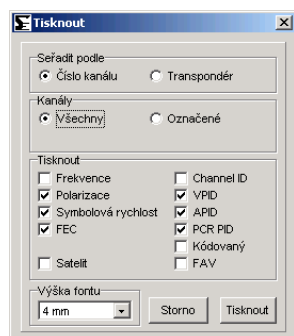 Tisknout
Seřadit podle
Číslo kanálu Transpondér
Kanály
Všechny Označené
Tisknout
Frekvence Channel ID
Polarizace VPID
Symbolová rychlost APID
FEC PCR PID
Kódovaný
Satelit FAV
Výška fontu
4 mm Storno Tisknout